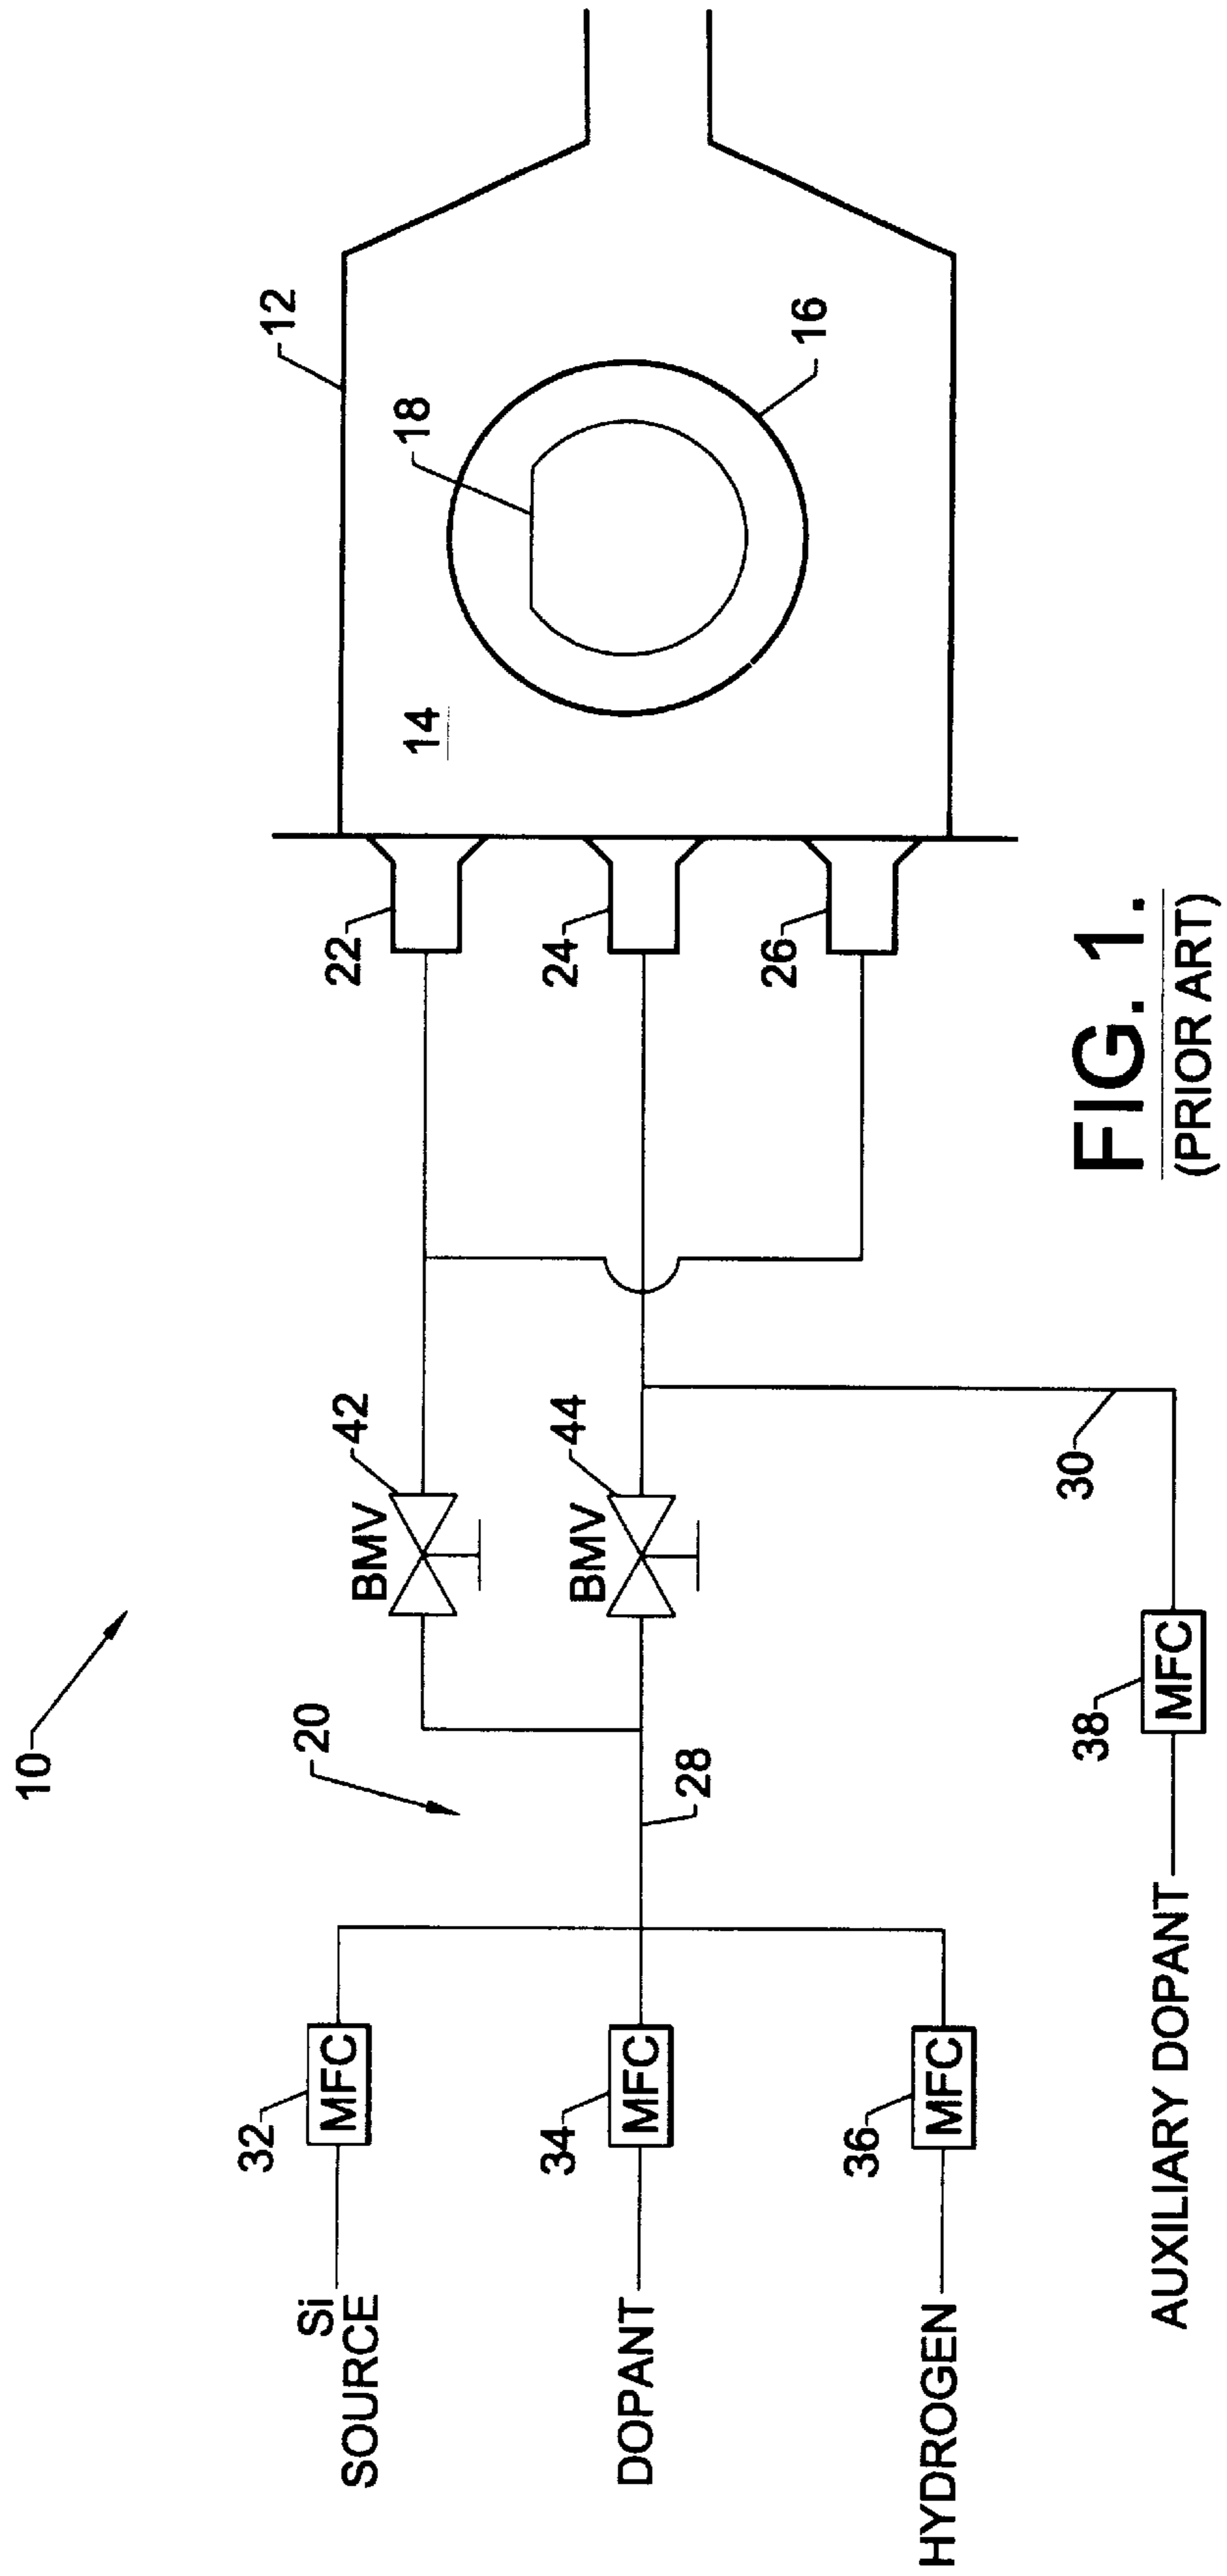 10
20
12
14
18
16
22
24
26
42
BMV
44
BMV
28
30
32
MFC
Si
SOURCE
34
MFC
DOPANT
36
MFC
HYDROGEN
38
MFC
AUXILIARY DOPANT
FIG. 1.
(PRIOR ART)